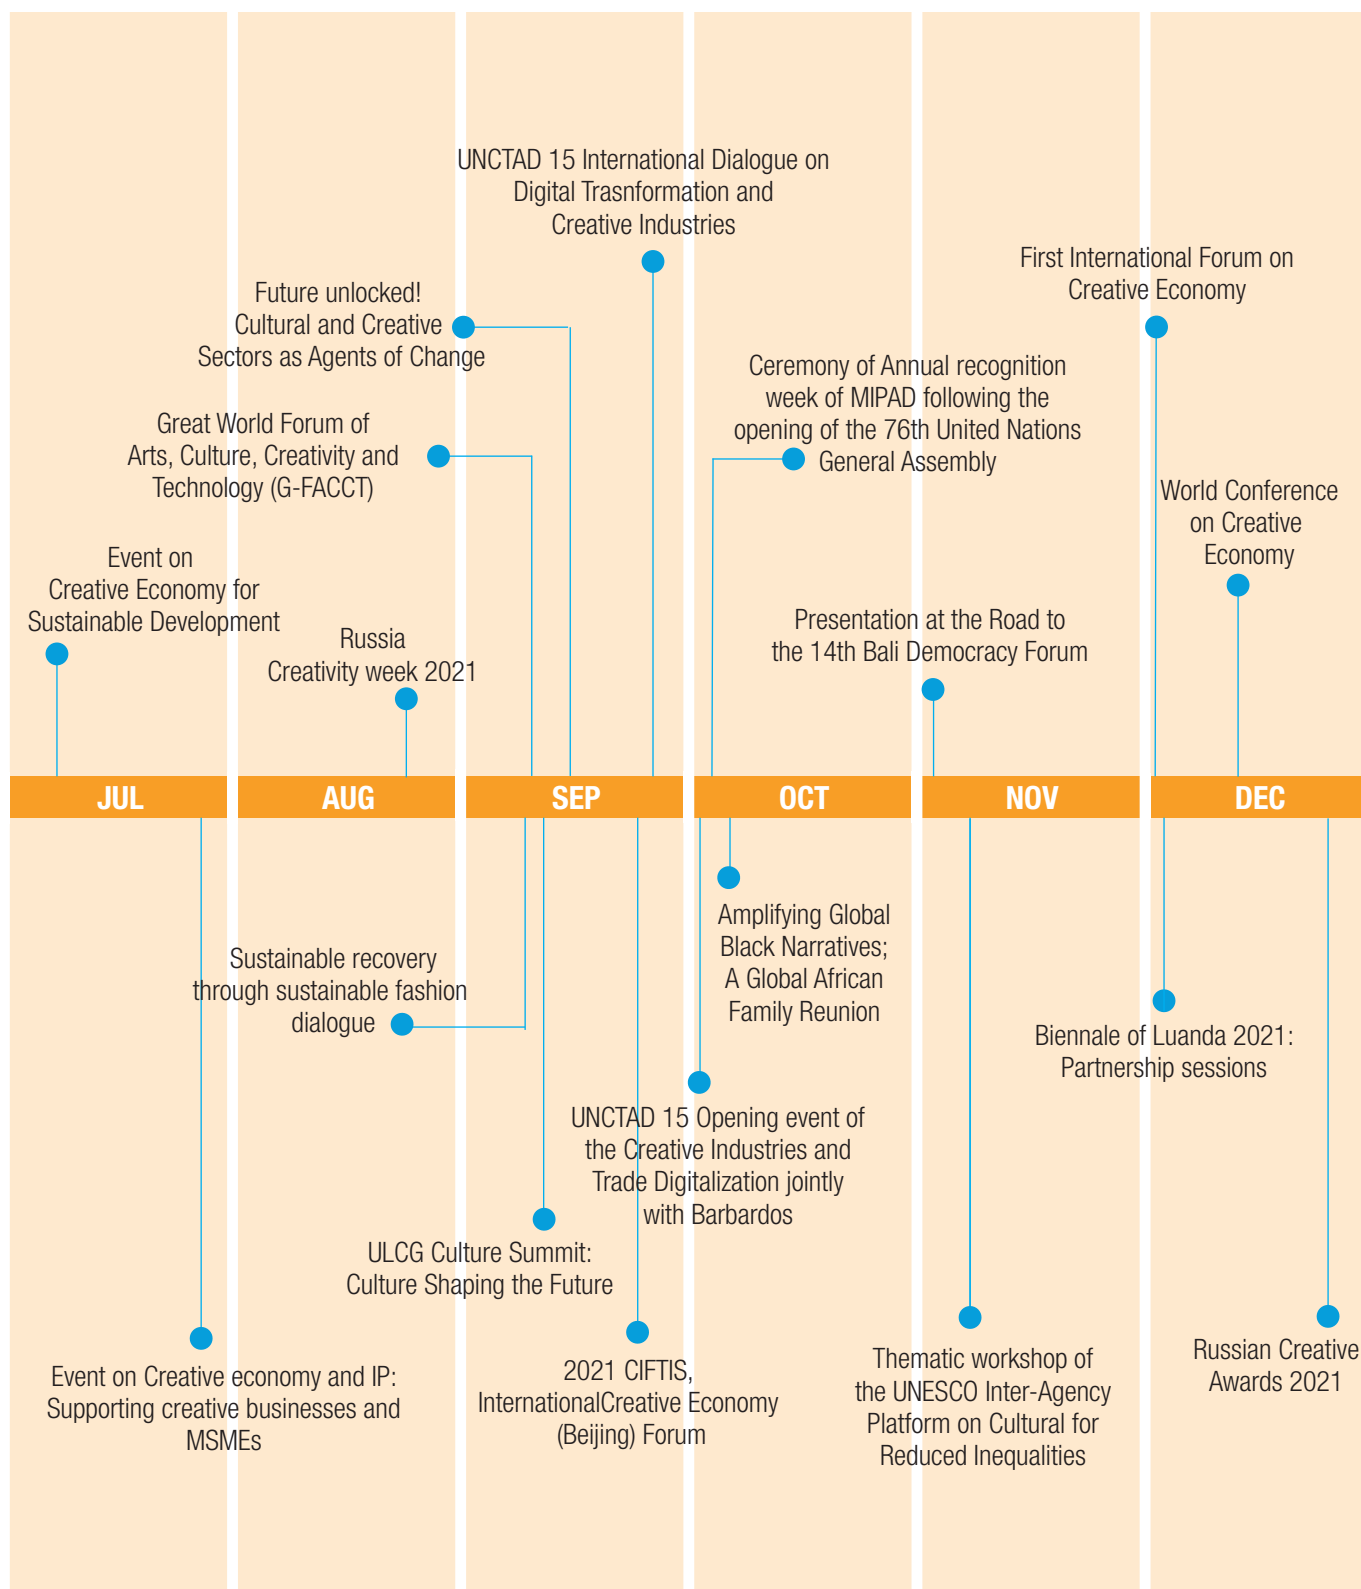 UNCTAD 15 International Dialogue on
Digital Trasnformation and
Creative Industries
First International Forum on
Creative Economy
Future unlocked!
Cultural and Creative
Sectors as Agents of Change
Ceremony of Annual recognition
week of MIPAD following the
opening of the 76th United Nations
General Assembly
Great World Forum of
Arts, Culture, Creativity and
Technology (G-FACCT)
World Conference
on Creative
Economy
Event on
Creative Economy for
Sustainable Development
Russia
Creativity week 2021
Presentation at the Road to
the 14th Bali Democracy Forum
JUL
AUG
SEP
OCT
NOV
DEC
Amplifying Global
Black Narratives;
A Global African
Family Reunion
Sustainable recovery
through sustainable fashion
dialogue
Biennale of Luanda 2021:
Partnership sessions
UNCTAD 15 Opening event of
the Creative Industries and
Trade Digitalization jointly
with Barbardos
ULCG Culture Summit:
Culture Shaping the Future
Event on Creative economy and IP:
Supporting creative businesses and
MSMEs
2021 CIFTIS,
InternationalCreative Economy
(Beijing) Forum
Thematic workshop of
the UNESCO Inter-Agency
Platform on Cultural for
Reduced Inequalities
Russian Creative
Awards 2021